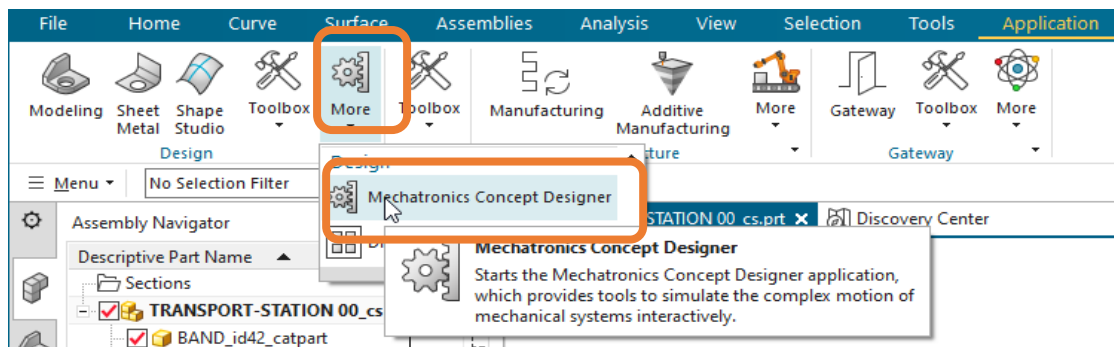 File Home Curve Surface Assemblies Analysis View Selection Tools Application
Modeling Sheet Metal Shape Studio Toolbox More Toolbox Manufacturing Additive Manufacturing More Gateway Toolbox More
Design Gateway
Design
Menu No Selection Filter
Mechatronics Concept Designer
Assembly Navigator STATION 00_cs.prt Discovery Center
Descriptive Part Name
Mechatronics Concept Designer
Sections
Starts the Mechatronics Concept Designer application,
which provides tools to simulate the complex motion of
mechanical systems interactively.
TRANSPORT-STATION 00_cs
BAND_id42_catpart